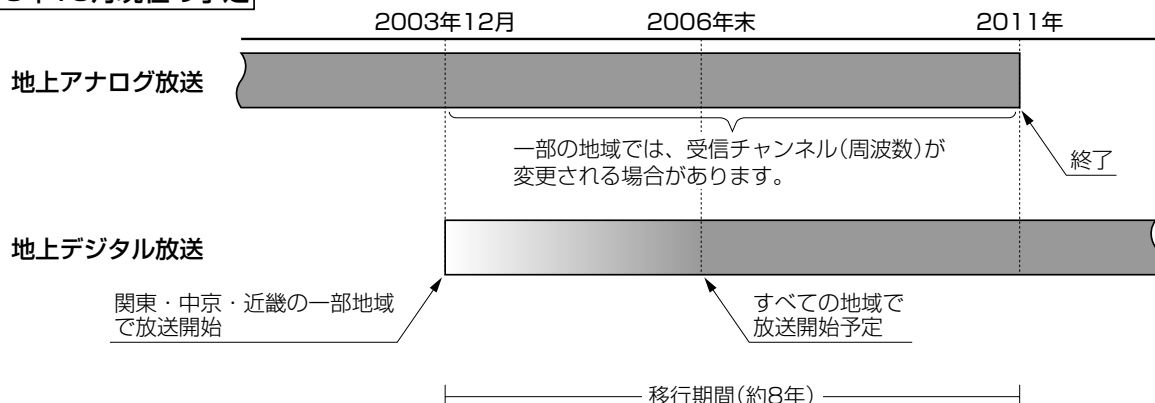 2003年12月
2006年末
2011年
地上アナログ放送
一部の地域では、受信チャンネル(周波数)が
変更される場合があります。
終了
地上デジタル放送
関東・中京・近畿の一部地域
で放送開始
すべての地域で
放送開始予定
移行期間(約8年)